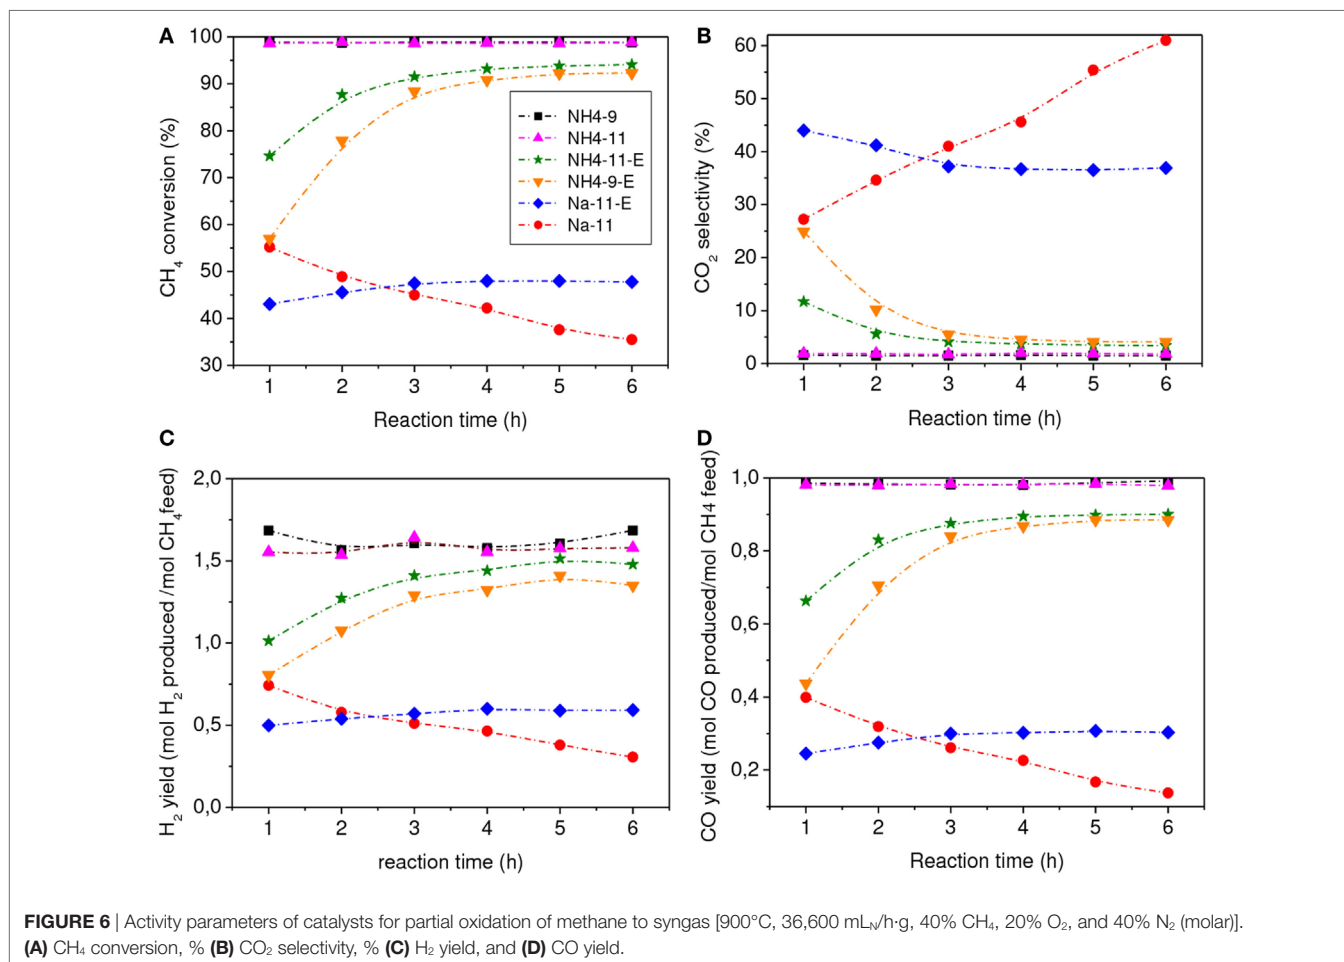 A
100
90
80
70
60
50
40
30
CH4 conversion (%)
NH4-9
NH4-11
NH4-11-E
NH4-9-E
Na-11-E
Na-11
1 2 3 4 5 6
Reaction time (h)
B
60
50
40
30
20
10
0
CO2 selectivity (%)
1 2 3 4 5 6
Reaction time (h)
C
2,0
1,5
1,0
0,5
0,0
H2 yield (mol H2 produced /mol CH4feed)
1 2 3 4 5 6
reaction time (h)
D
1,0
0,8
0,6
0,4
0,2
CO yield (mol CO produced/mol CH4 feed)
1 2 3 4 5 6
Reaction time (h)
FIGURE 6 | Activity parameters of catalysts for partial oxidation of methane to syngas [900°C, 36,600 mLN/h·g, 40% CH4, 20% O2, and 40% N2 (molar)].
(A) CH4 conversion, % (B) CO2 selectivity, % (C) H2 yield, and (D) CO yield.